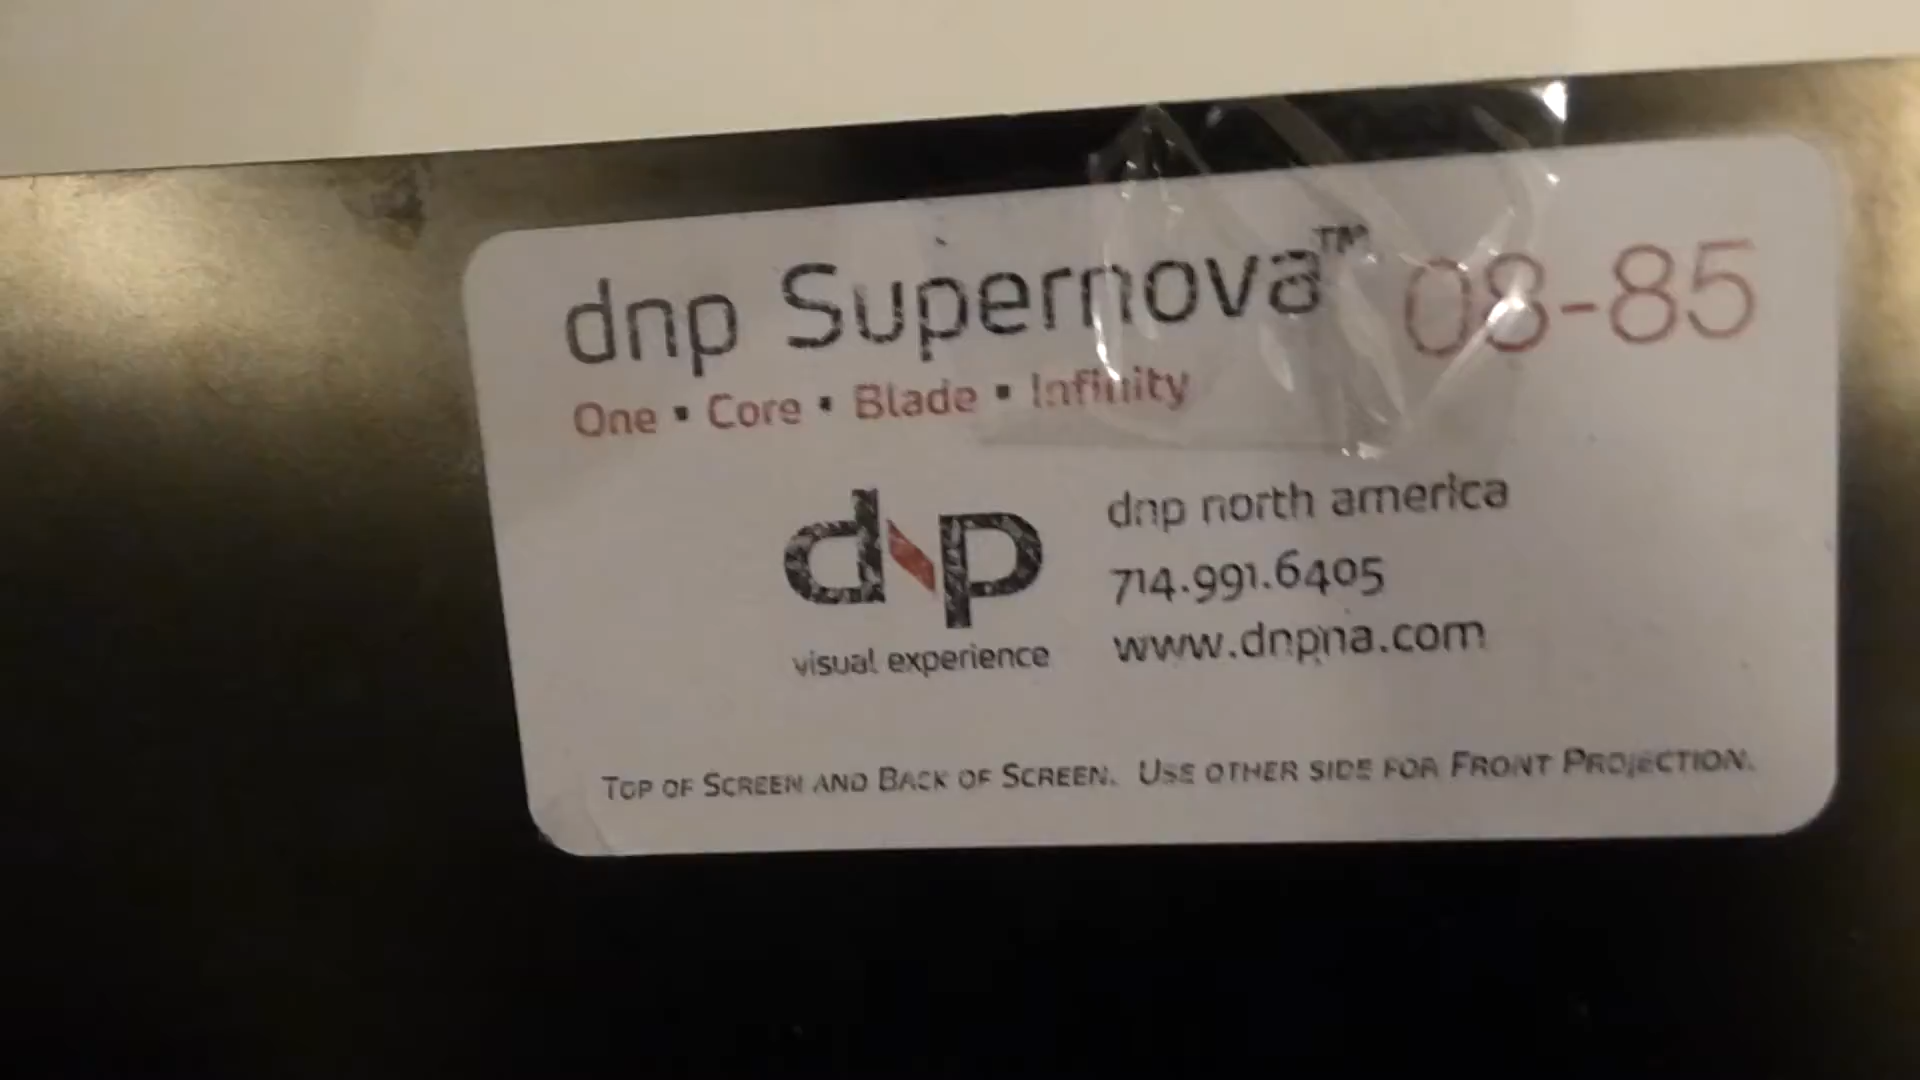 dnp Supernova™ 08-85
One ▪ Core ▪ Blade ▪ Infinity
dnp
visual experience
dnp north america
714.991.6405
www.dnpna.com
TOP OF SCREEN AND BACK OF SCREEN. USE OTHER SIDE FOR FRONT PROJECTION.